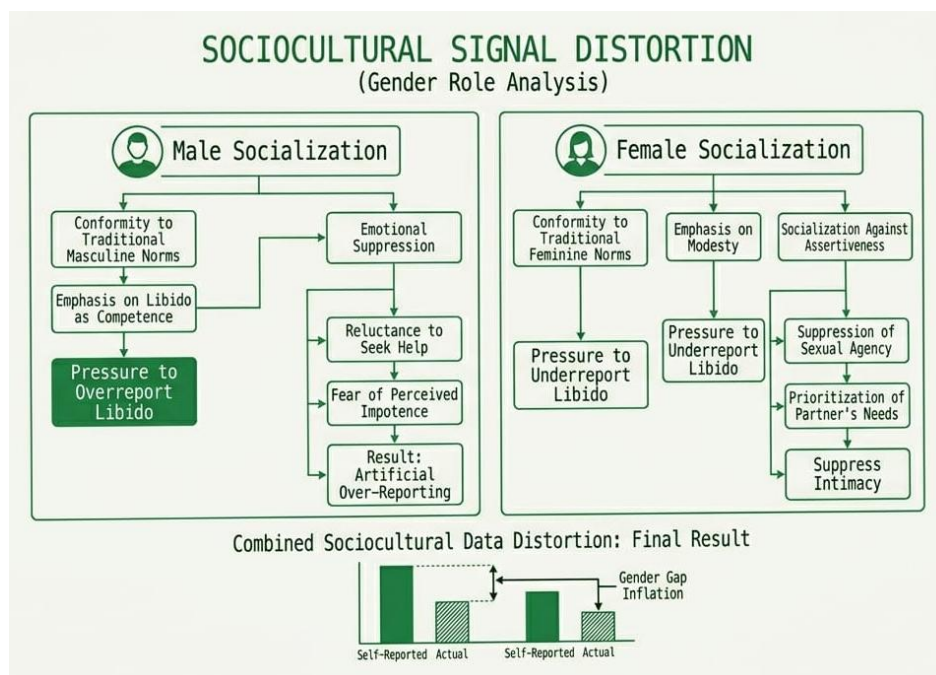 SOCIOCULTURAL SIGNAL DISTORTION
(Gender Role Analysis)
Male Socialization
Conformity to
Traditional
Masculine Norms
Emphasis on Libido
as Competence
Pressure to
Overreport
Libido
Emotional
Suppression
Reluctance to
Seek Help
Fear of Perceived
Impotence
Result:
Artificial
Over-Reporting
Female Socialization
Conformity to
Traditional
Feminine Norms
Pressure to
Underreport
Libido
Emphasis on
Modesty
Pressure to
Underreport
Libido
Socialization Against
Assertiveness
Suppression of
Sexual Agency
Prioritization of
Partner's Needs
Suppress
Intimacy
Combined Sociocultural Data Distortion: Final Result
Gender Gap
Inflation
Self-Reported Actual
Self-Reported Actual